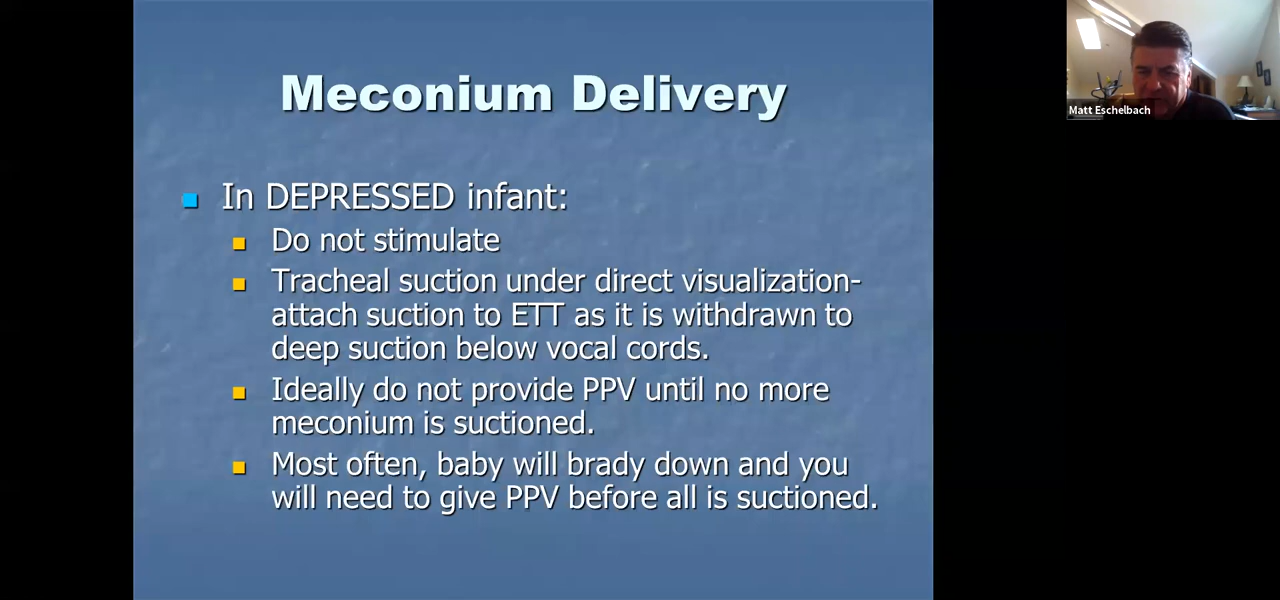 Meconium Delivery
Matt Eschelbach
In DEPRESSED infant:
Do not stimulate
Tracheal suction under direct visualization-
attach suction to ETT as it is withdrawn to
deep suction below vocal cords.
Ideally do not provide PPV until no more
meconium is suctioned.
Most often, baby will brady down and you
will need to give PPV before all is suctioned.